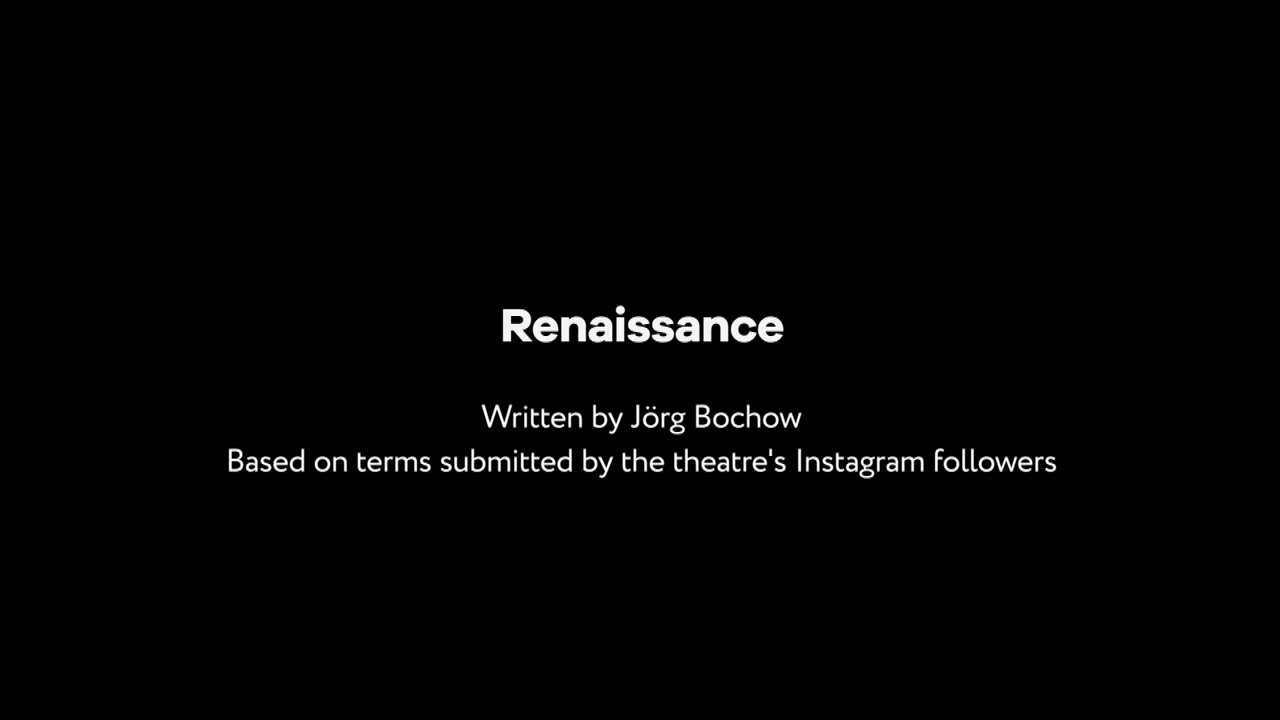 Renaissance
Written by Jörg Bochow
Based on terms submitted by the theatre's Instagram followers